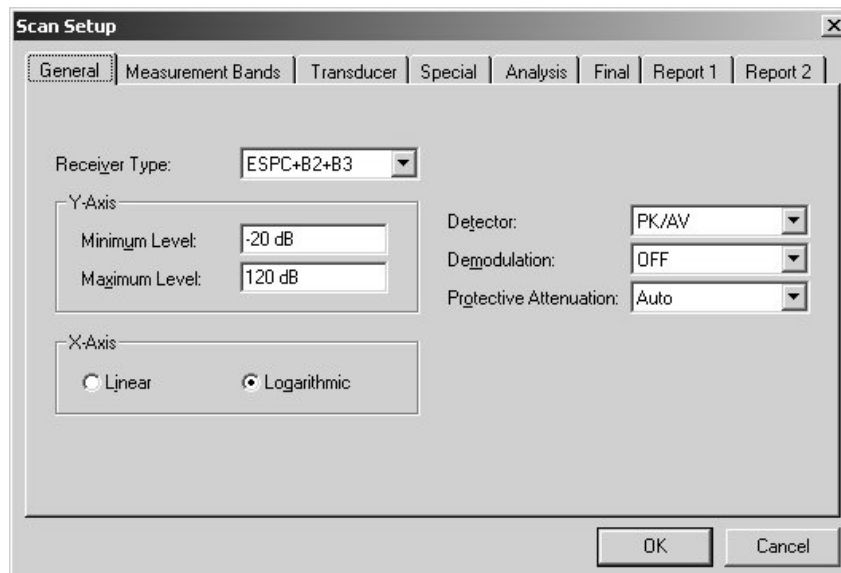 Scan Setup
General Measurement Bands Transducer Special Analysis Final Report 1 Report 2
Receiver Type: ESPC+B2+B3
Y-Axis
Minimum Level: -20 dB
Maximum Level: 120 dB
Detector: PK/AV
Demodulation: OFF
Protective Attenuation: Auto
X-Axis
Linear Logarithmic
OK Cancel